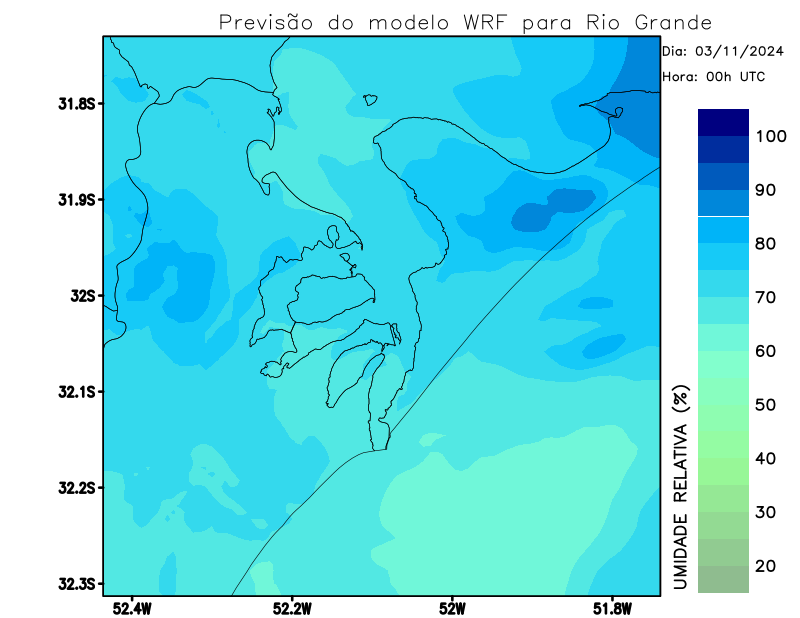 Previsão do modelo WRF para Rio Grande
Dia: 03/11/2024
Hora: 00h UTC
31.8S
31.9S
32S
32.1S
32.2S
32.3S
52.4W
52.2W
52W
51.8W
UMIDADE RELATIVA (%)
100
90
80
70
60
50
40
30
20